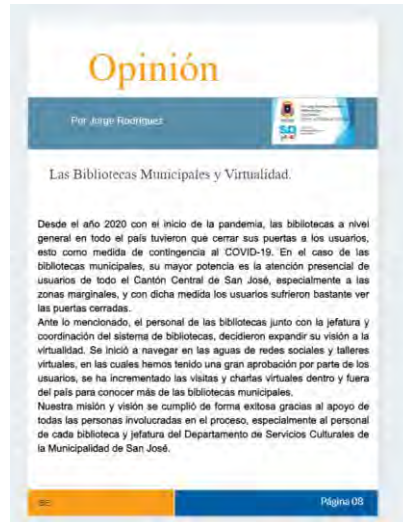 Opinión
Por Jorge Rodríguez
Las Bibliotecas Municipales y Virtualidad.
Desde el año 2020 con el inicio de la pandemia, las bibliotecas a nivel
general en todo el país tuvieron que cerrar sus puertas a los usuarios,
esto como medida de contingencia al COVID-19. En el caso de las
bibliotecas municipales, su mayor potencia es la atención presencial de
usuarios de todo el Cantón Central de San José, especialmente a las
zonas marginales, y con dicha medida los usuarios sufrieron bastante ver
las puertas cerradas.
Ante lo mencionado, el personal de las bibliotecas junto con la jefatura y
coordinación del sistema de bibliotecas, decidieron expandir su visión a la
virtualidad. Se inició a navegar en las aguas de redes sociales y talleres
virtuales, en las cuales hemos tenido una gran aprobación por parte de los
usuarios, se ha incrementado las visitas y charlas virtuales dentro y fuera
del país para conocer más de las bibliotecas municipales.
Nuestra misión y visión se cumplió de forma exitosa gracias al apoyo de
todas las personas involucradas en el proceso, especialmente al personal
de cada biblioteca y jefatura del Departamento de Servicios Culturales de
la Municipalidad de San José.
Página 08